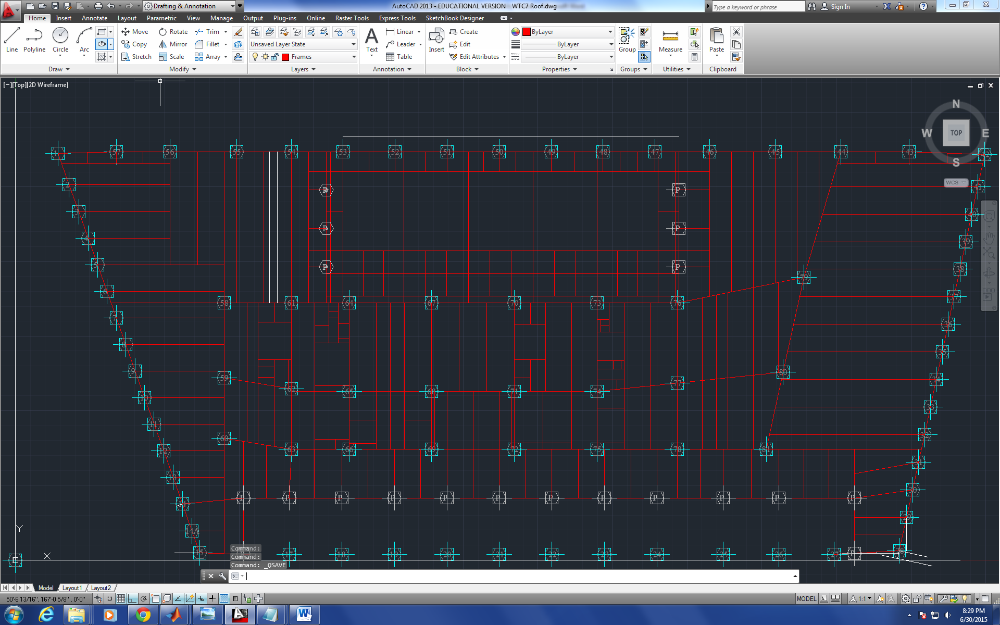 Drafting & Annotation
AutoCAD 2013 - EDUCATIONAL VERSION WTC7 Roof.dwg
Type a keyword or phrase
Sign In
Home Insert Annotate Layout Parametric View Manage Output Plug-ins Online Raster Tools Express Tools SketchBook Designer
Line Polyline Circle Arc
Move Rotate Trim
Copy Mirror Fillet
Stretch Scale Array
Unsaved Layer State
Frames
Text
Linear
Leader
Table
Insert
Create
Edit
Edit Attributes
ByLayer
ByLayer
ByLayer
Group
Measure
Paste
Draw Modify Layers Annotation Block Properties Groups Utilities Clipboard
[−][Top][2D Wireframe]
N
W TOP E
S
WCS
1 57 56 55 54 53 52 51 50 49 48 47 46 45 44 43 42
2 P P 41
3 40
4 P P 39
5 P P 38
79
6 37
58 61 64 67 70 73 76
7 36
8 35
9 59 62 65 68 71 74 77 80 34
10 33
11 32
60 63 66 69 72 75 78 81
12 31
13 30
14 P P P P P P P P P P P P
14A 29
15 17 18 19 20 21 22 23 24 25 26 27 P 28
Y
X
Command:
Command:
Command: _QSAVE
Model Layout1 Layout2
50'-6 13/16", 167'-0 5/8" , 0'-0"
MODEL
1:1
8:29 PM
6/30/2015